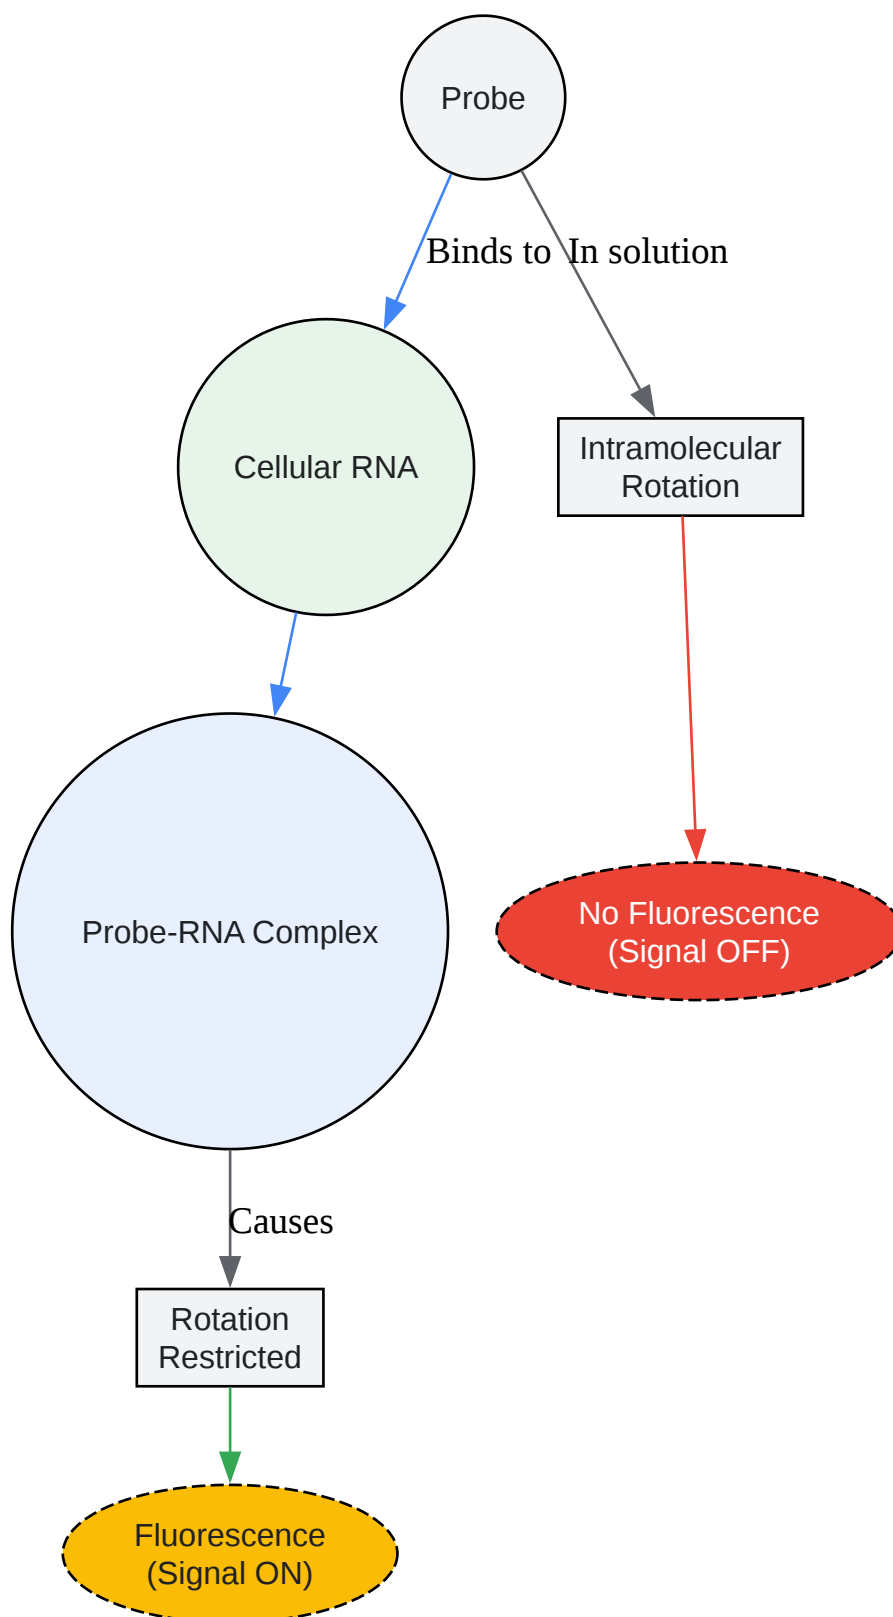 Probe
Binds to
In solution
Cellular RNA
Intramolecular
Rotation
Probe-RNA Complex
No Fluorescence
(Signal OFF)
Causes
Rotation
Restricted
Fluorescence
(Signal ON)